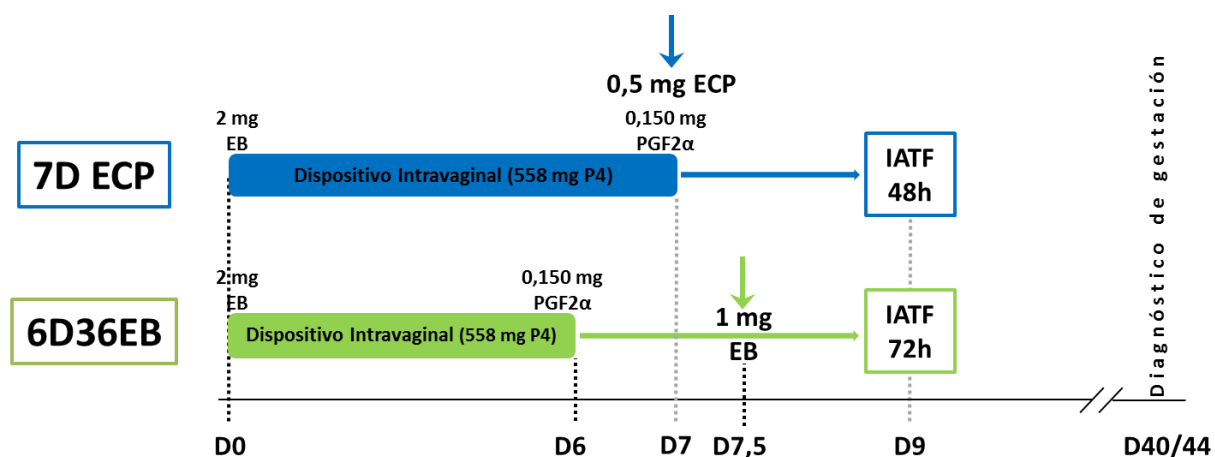 0,5 mg ECP
2 mg
EB
0,150 mg
PGF2α
7D ECP
Dispositivo Intravaginal (558 mg P4)
IATF
48h
2 mg
EB
0,150 mg
PGF2α
6D36EB
Dispositivo Intravaginal (558 mg P4)
1 mg
EB
IATF
72h
Diagnóstico de gestación
D0
D6
D7
D7,5
D9
D40/44